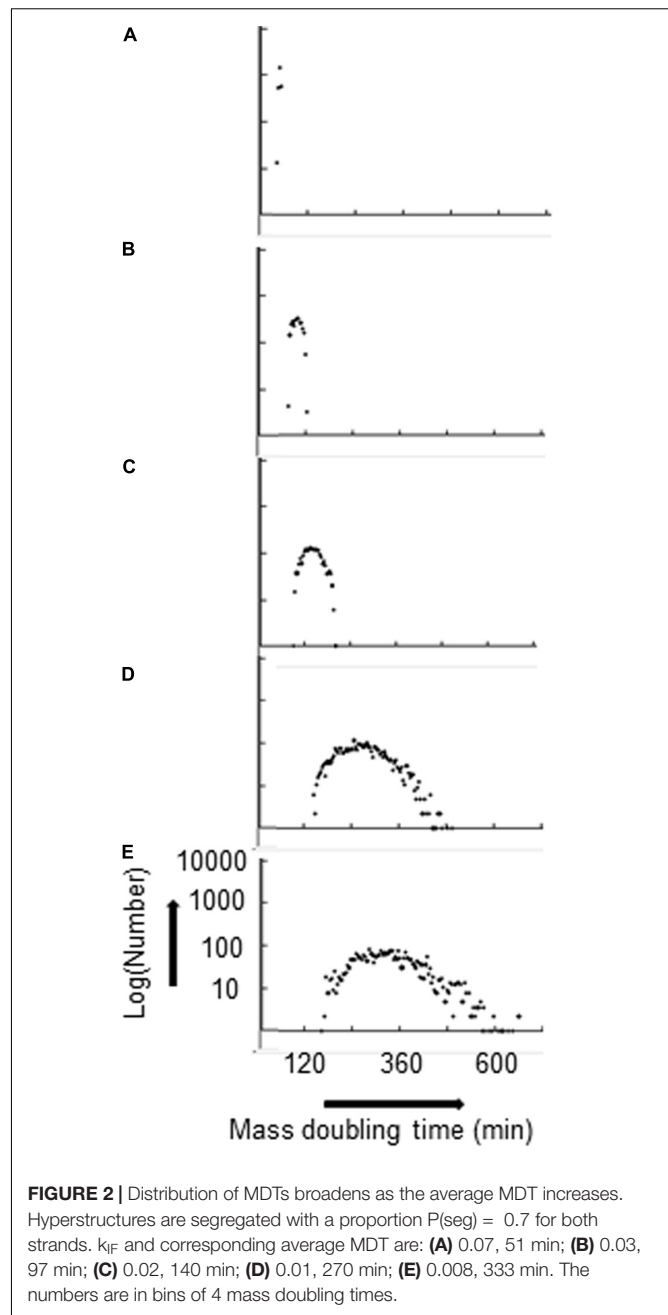 A
B
C
D
E
10000
1000
100
10
Log(Number)
120 360 600
Mass doubling time (min)
FIGURE 2 | Distribution of MDTs broadens as the average MDT increases.
Hyperstructures are segregated with a proportion P(seg) = 0.7 for both
strands. kIF and corresponding average MDT are: (A) 0.07, 51 min; (B) 0.03,
97 min; (C) 0.02, 140 min; (D) 0.01, 270 min; (E) 0.008, 333 min. The
numbers are in bins of 4 mass doubling times.